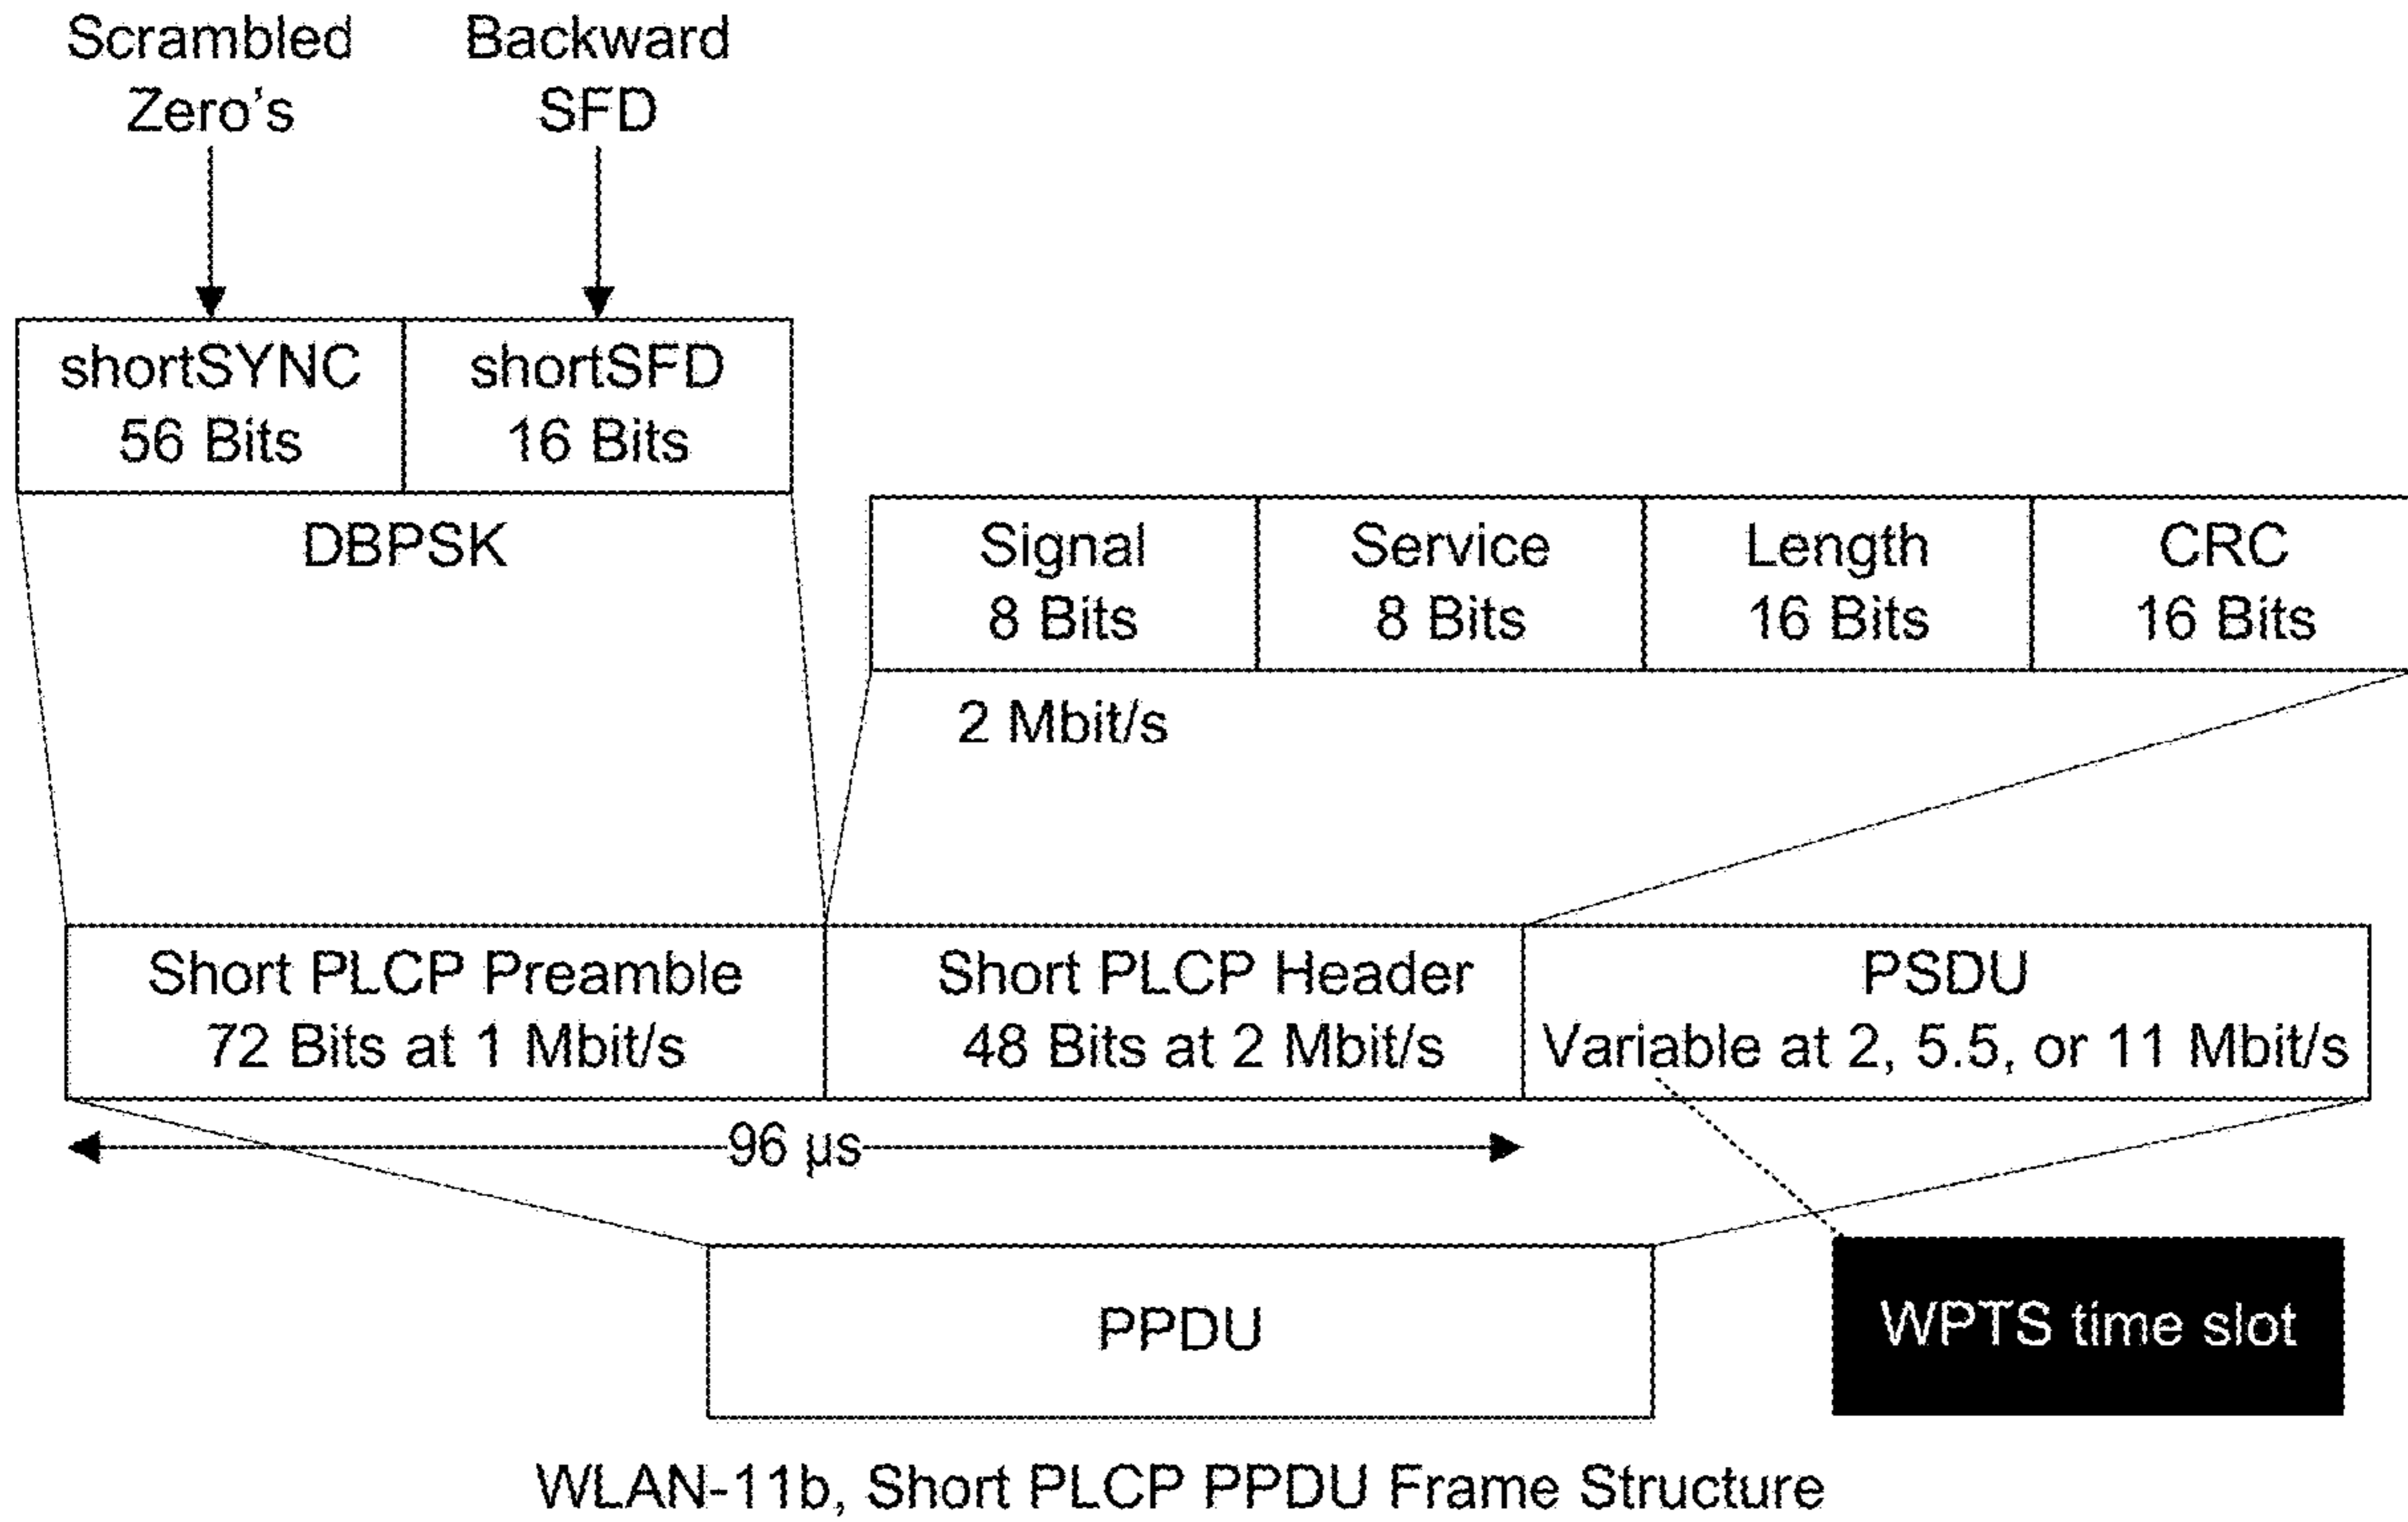 Scrambled
Zero's
Backward
SFD
shortSYNC
56 Bits
shortSFD
16 Bits
DBPSK
Signal
8 Bits
Service
8 Bits
Length
16 Bits
CRC
16 Bits
2 Mbit/s
Short PLCP Preamble
72 Bits at 1 Mbit/s
Short PLCP Header
48 Bits at 2 Mbit/s
PSDU
Variable at 2, 5.5, or 11 Mbit/s
96 μs
PPDU
WPTS time slot
WLAN-11b, Short PLCP PPDU Frame Structure